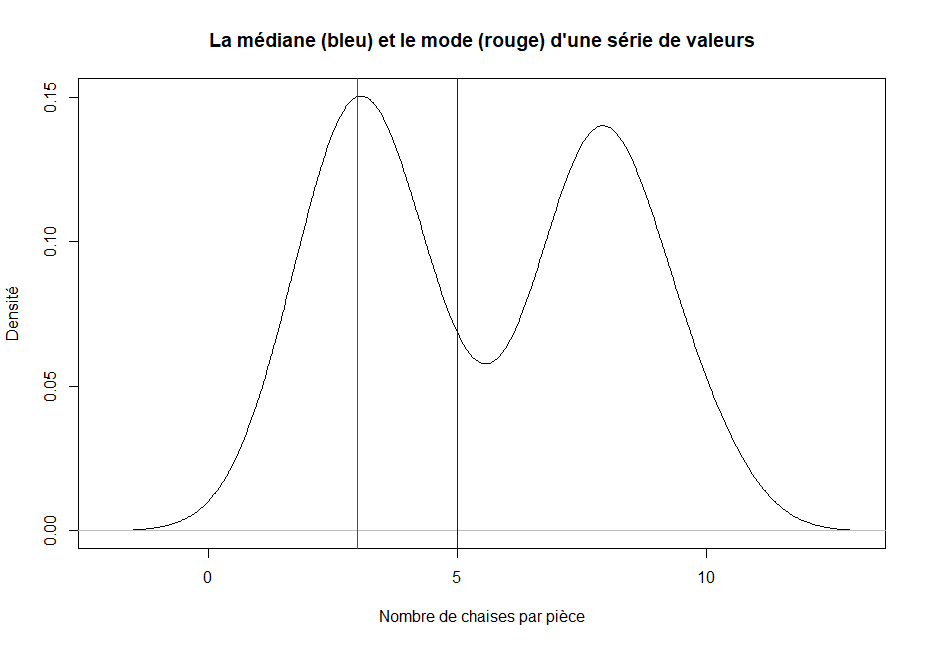 La médiane (bleu) et le mode (rouge) d'une série de valeurs
0.15
0.10
0.05
0.00
Densité
0
5
10
Nombre de chaises par pièce